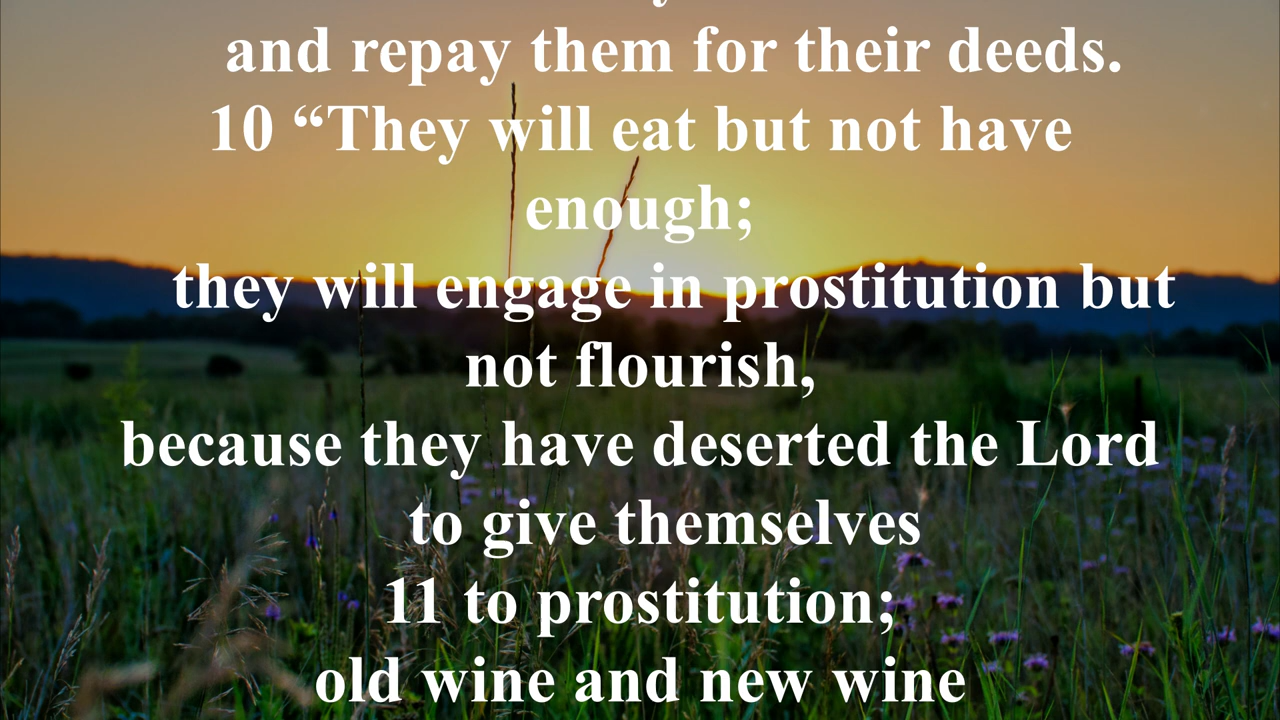 and repay them for their deeds.
10 “They will eat but not have
enough;
they will engage in prostitution but
not flourish,
because they have deserted the Lord
to give themselves
11 to prostitution;
old wine and new wine